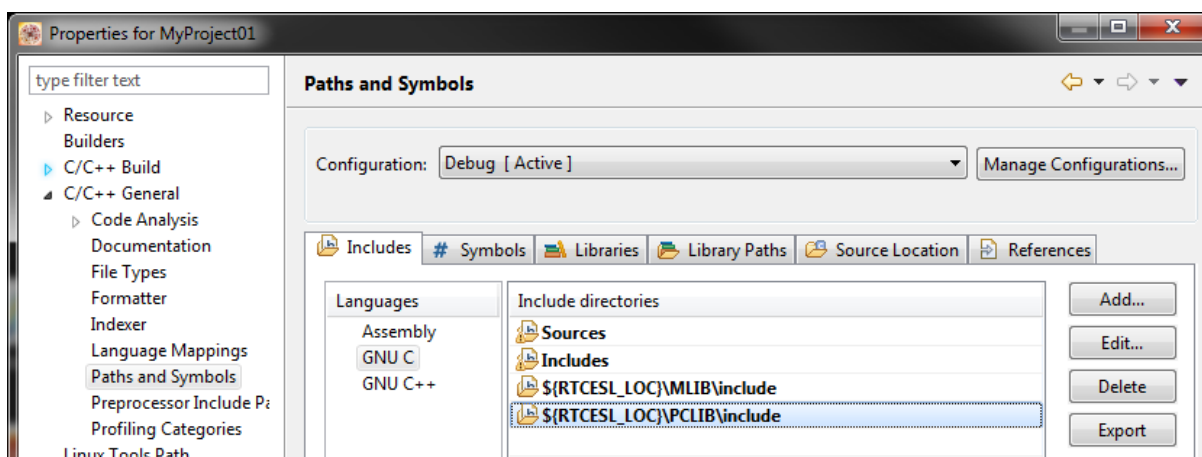 Properties for MyProject01
type filter text
Resource
Builders
C/C++ Build
C/C++ General
Code Analysis
Documentation
File Types
Formatter
Indexer
Language Mappings
Paths and Symbols
Preprocessor Include Pa
Profiling Categories
Linux Tools Path
Paths and Symbols
Configuration: Debug [ Active ] Manage Configurations...
Includes # Symbols Libraries Library Paths Source Location References
Languages
Assembly
GNU C
GNU C++
Include directories
Sources
Includes
${RTCESL_LOC}\MLIB\include
${RTCESL_LOC}\PCLIB\include
Add...
Edit...
Delete
Export